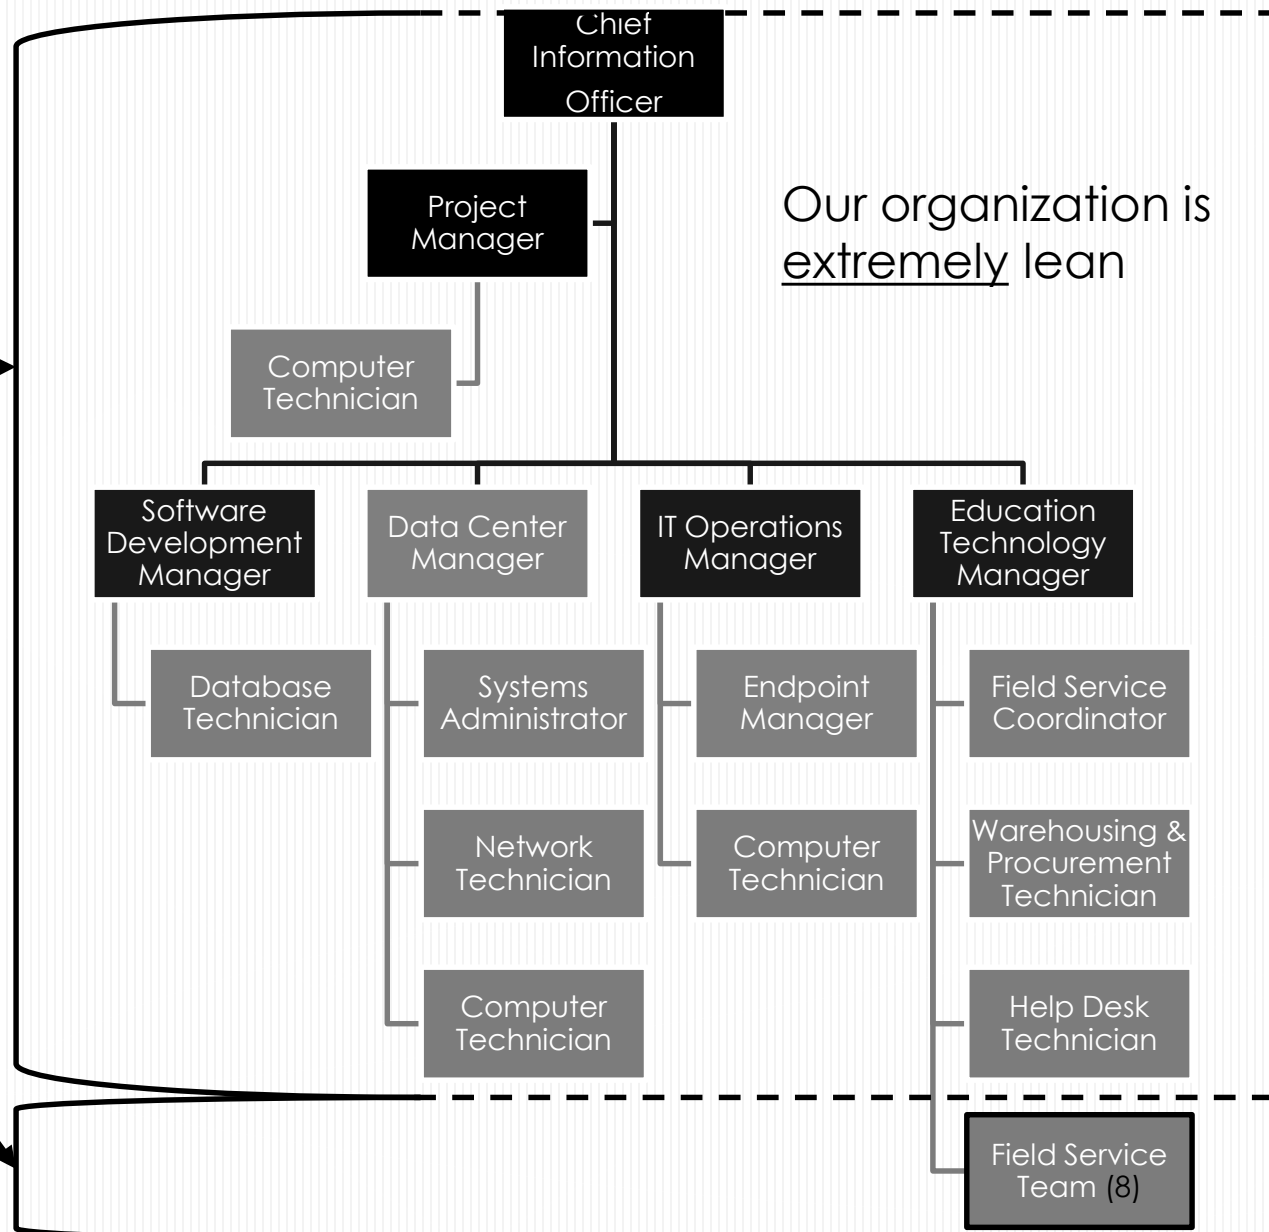 Chief
Information
Officer
Project
Manager
Our organization is
extremely lean
Computer
Technician
Software
Development
Manager
Data Center
Manager
IT Operations
Manager
Education
Technology
Manager
Database
Technician
Systems
Administrator
Endpoint
Manager
Field Service
Coordinator
Network
Technician
Computer
Technician
Warehousing &
Procurement
Technician
Computer
Technician
Help Desk
Technician
Field Service
Team (8)